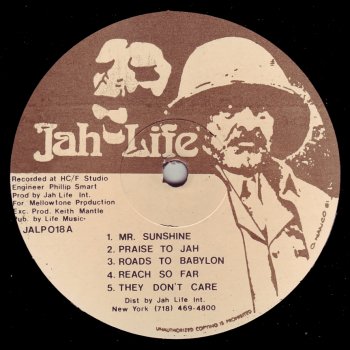 Jah Life
Recorded at HC/F Studio
Engineer Phillip Smart
Prod by Jah Life Int.
For Mellowtone Production
Exc. Prod. Keith Mantle
Pub. by Life Music
JALP018A
1. MR. SUNSHINE
2. PRAISE TO JAH
3. ROADS TO BABYLON
4. REACH SO FAR
5. THEY DON'T CARE
Dist by Jah Life Int.
New York (718) 469-4800
UNAUTHORIZED COPYING IS PROHIBITED